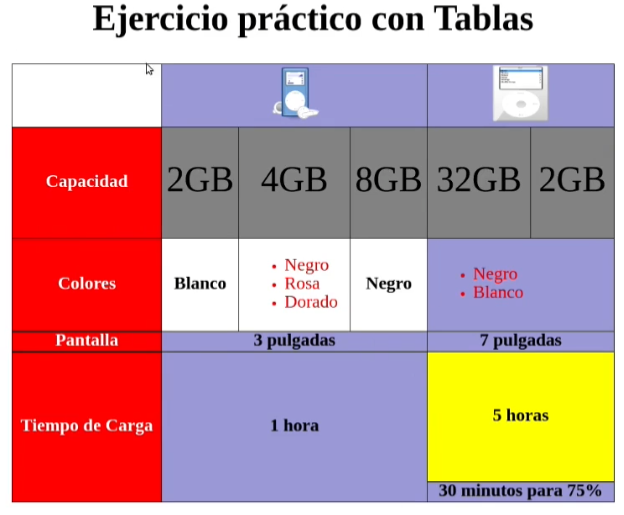 Ejercicio práctico con Tablas
Capacidad 2GB 4GB 8GB 32GB 2GB
Colores Blanco
• Negro
• Rosa
• Dorado
Negro
• Negro
• Blanco
Pantalla 3 pulgadas 7 pulgadas
Tiempo de Carga 1 hora 5 horas
30 minutos para 75%